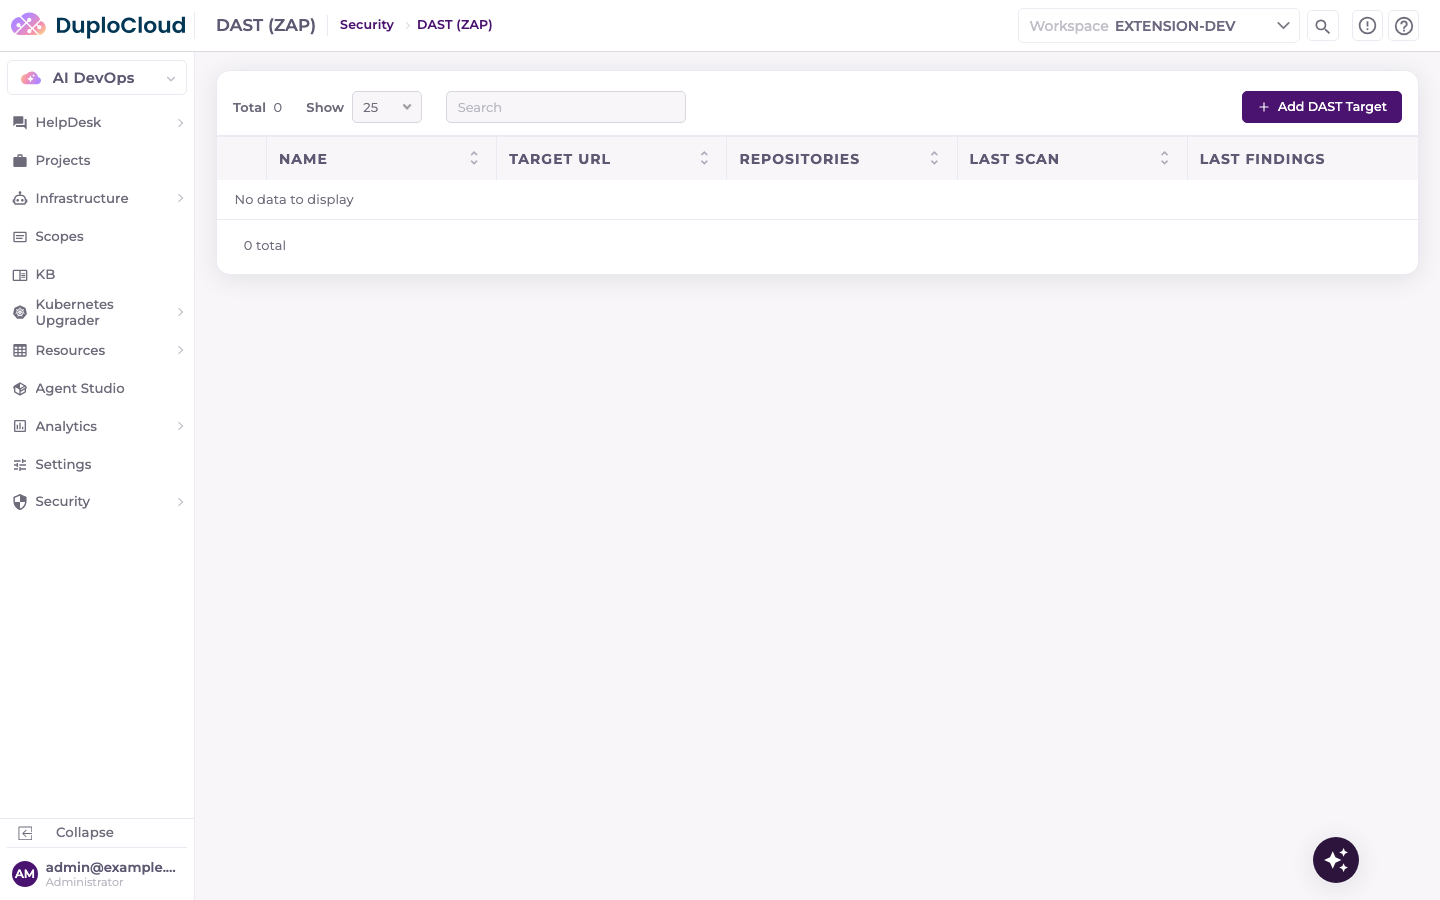 DuploCloud
DAST (ZAP)
Security
DAST (ZAP)
Workspace EXTENSION-DEV
AI DevOps
HelpDesk
Projects
Infrastructure
Scopes
KB
Kubernetes
Upgrader
Resources
Agent Studio
Analytics
Settings
Security
Collapse
AM
admin@example....
Administrator
Total 0
Show 25
Search
Add DAST Target
NAME
TARGET URL
REPOSITORIES
LAST SCAN
LAST FINDINGS
No data to display
0 total